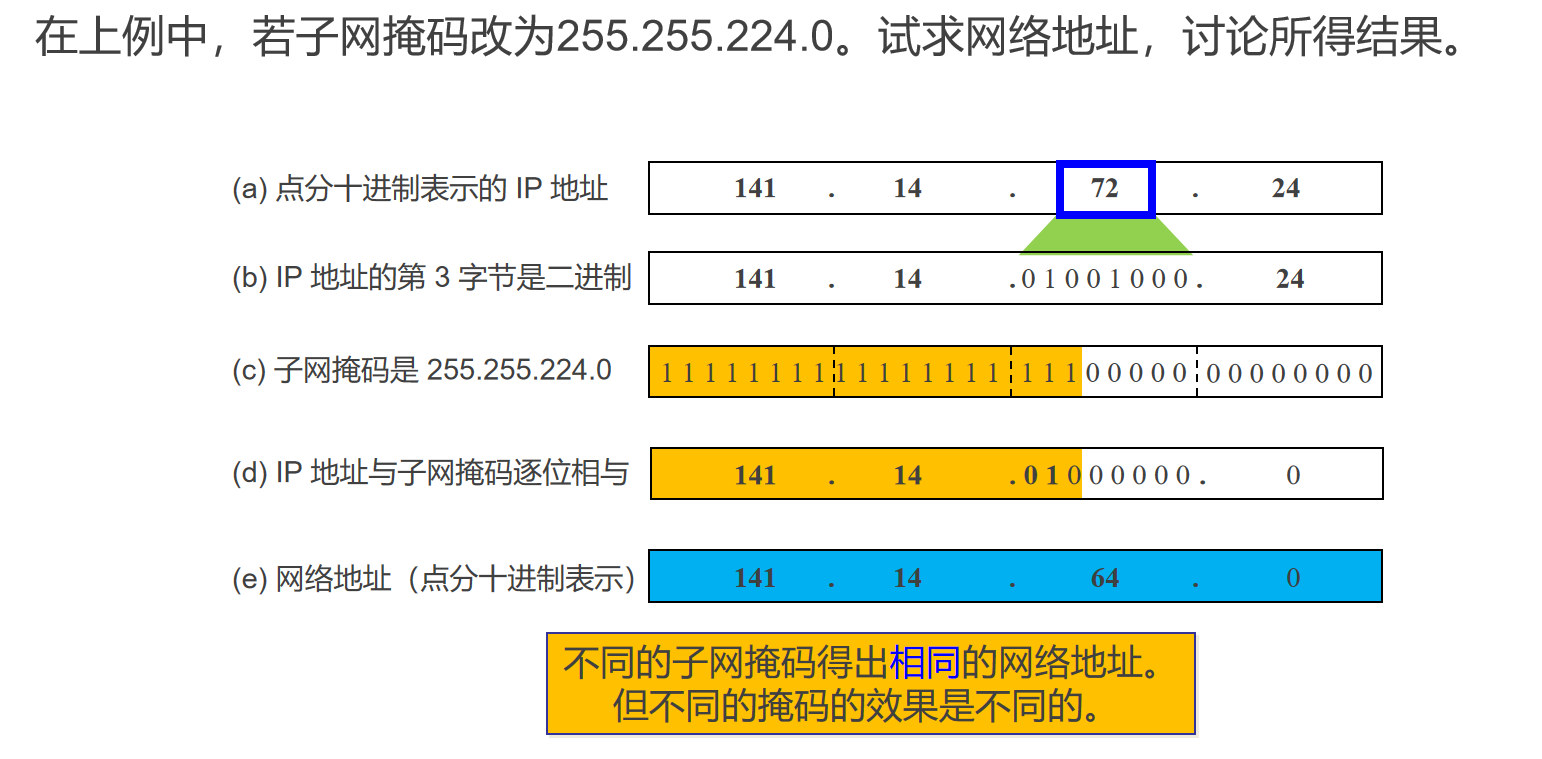 在上例中，若子网掩码改为255.255.224.0。试求网络地址，讨论所得结果。
(a) 点分十进制表示的 IP 地址 141 . 14 . 72 . 24
(b) IP 地址的第 3 字节是二进制 141 . 14 . 0 1 0 0 1 0 0 0 . 24
(c) 子网掩码是 255.255.224.0 1 1 1 1 1 1 1 1 1 1 1 1 1 1 1 1 1 1 1 0 0 0 0 0 0 0 0 0 0 0 0 0
(d) IP 地址与子网掩码逐位相与 141 . 14 . 0 1 0 0 0 0 0 0 . 0
(e) 网络地址（点分十进制表示） 141 . 14 . 64 . 0
不同的子网掩码得出相同的网络地址。
但不同的掩码的效果是不同的。